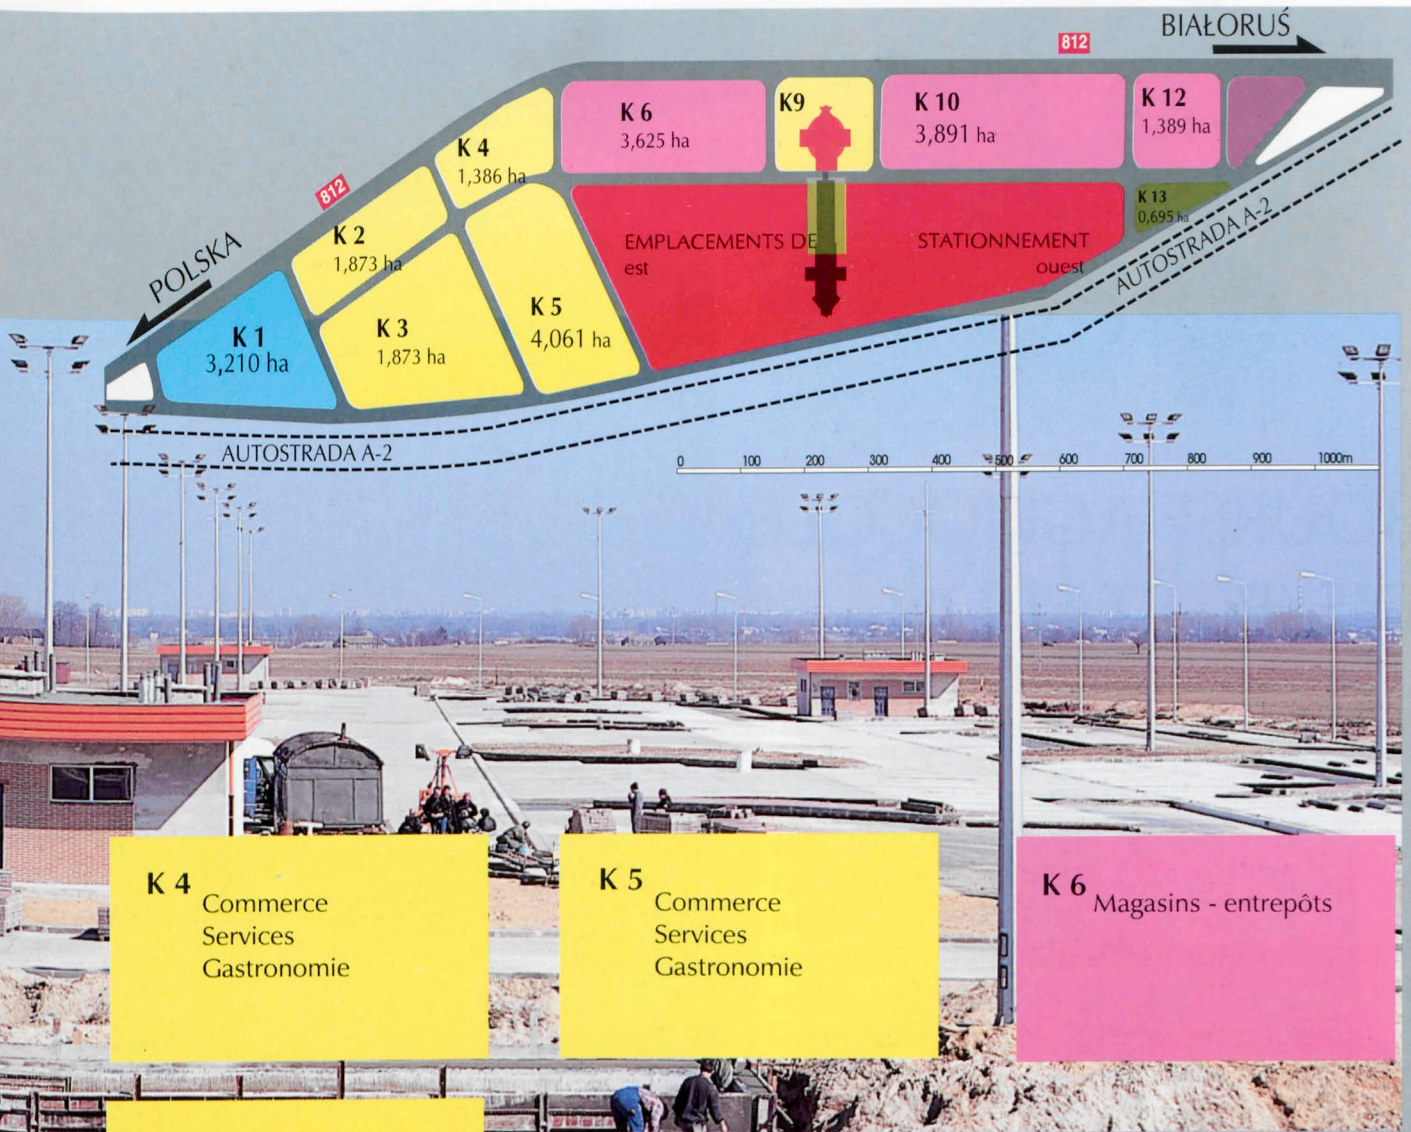 BIAŁORUŚ
812
K 6
3,625 ha
K9
K 10
3,891 ha
K 12
1,389 ha
K 4
1,386 ha
812
K 13
0,695 ha
K 2
1,873 ha
EMPLACEMENTS DE STATIONNEMENT
est ouest
POLSKA
AUTOSTRADA A-2
K 5
4,061 ha
K 3
1,873 ha
K 1
3,210 ha
AUTOSTRADA A-2
0 100 200 300 400 500 600 700 800 900 1000m
K 4
Commerce
Services
Gastronomie
K 5
Commerce
Services
Gastronomie
K 6
Magasins - entrepôts